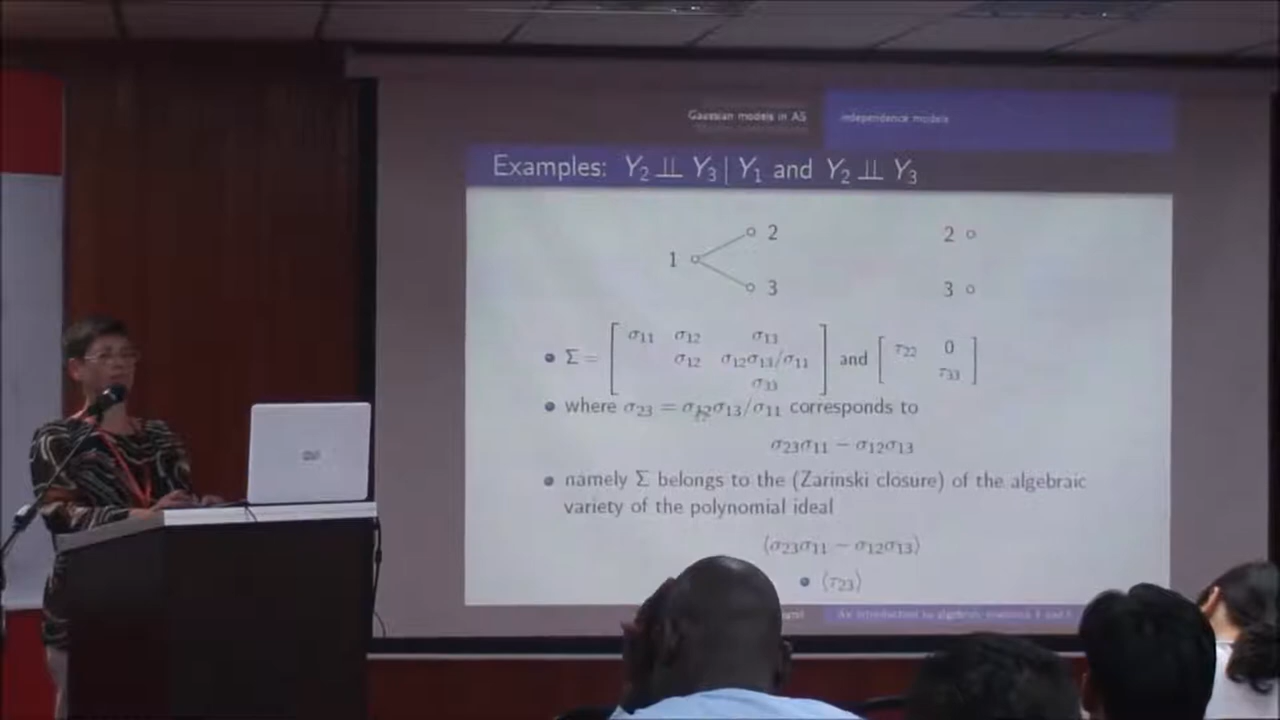 Gaussian models in AS
independence models
Examples: Y₂ ⫫ Y₃ | Y₁ and Y₂ ⫫ Y₃
1 2 3
2
3
• Σ = [ σ₁₁ σ₁₂ σ₁₃
σ₁₂ σ₁₂σ₁₃/σ₁₁
σ₃₃ ] and [ τ₂₂ 0
τ₃₃ ]
• where σ₂₃ = σ₁₂σ₁₃/σ₁₁ corresponds to
σ₂₃σ₁₁ − σ₁₂σ₁₃
• namely Σ belongs to the (Zarinski closure) of the algebraic
variety of the polynomial ideal
⟨σ₂₃σ₁₁ − σ₁₂σ₁₃⟩
• ⟨τ₂₃⟩
An introduction to algebraic statistics